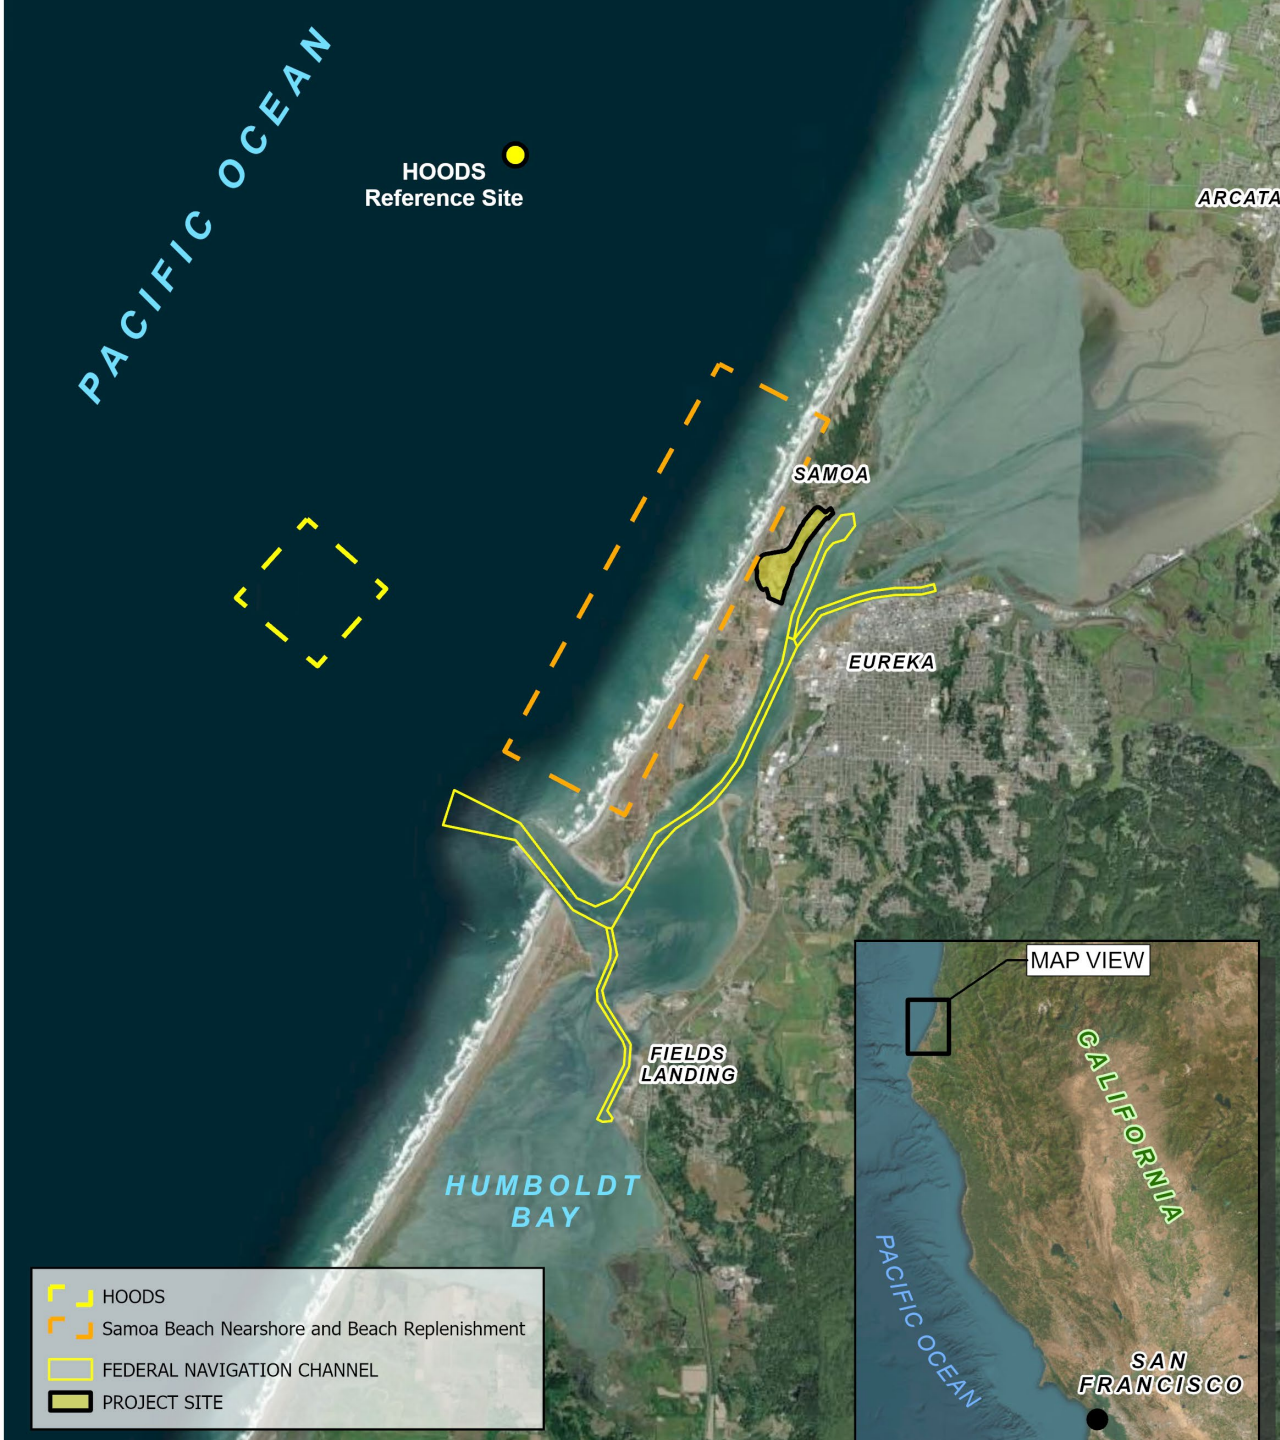 PACIFIC OCEAN
HOODS
Reference Site
ARCATA
SAMOA
EUREKA
FIELDS
LANDING
HUMBOLDT
BAY
HOODS
Samoa Beach Nearshore and Beach Replenishment
FEDERAL NAVIGATION CHANNEL
PROJECT SITE
MAP VIEW
CALIFORNIA
PACIFIC OCEAN
SAN
FRANCISCO